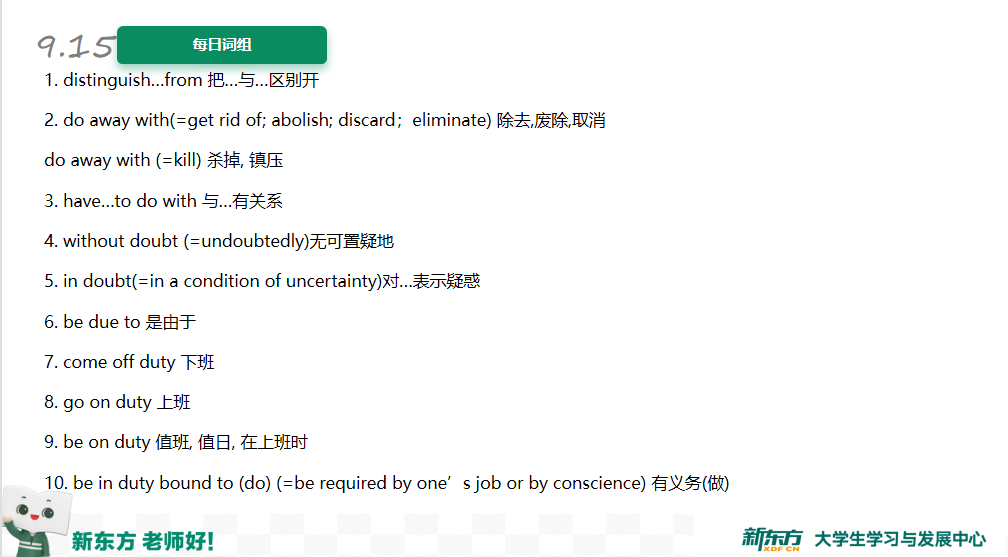 9.15 每日词组
1. distinguish...from 把...与...区别开
2. do away with(=get rid of; abolish; discard；eliminate) 除去,废除,取消
do away with (=kill) 杀掉, 镇压
3. have...to do with 与...有关系
4. without doubt (=undoubtedly)无可置疑地
5. in doubt(=in a condition of uncertainty)对...表示疑惑
6. be due to 是由于
7. come off duty 下班
8. go on duty 上班
9. be on duty 值班, 值日, 在上班时
10. be in duty bound to (do) (=be required by one’s job or by conscience) 有义务(做)
新东方 老师好!
新东方 XDF.CN 大学生学习与发展中心